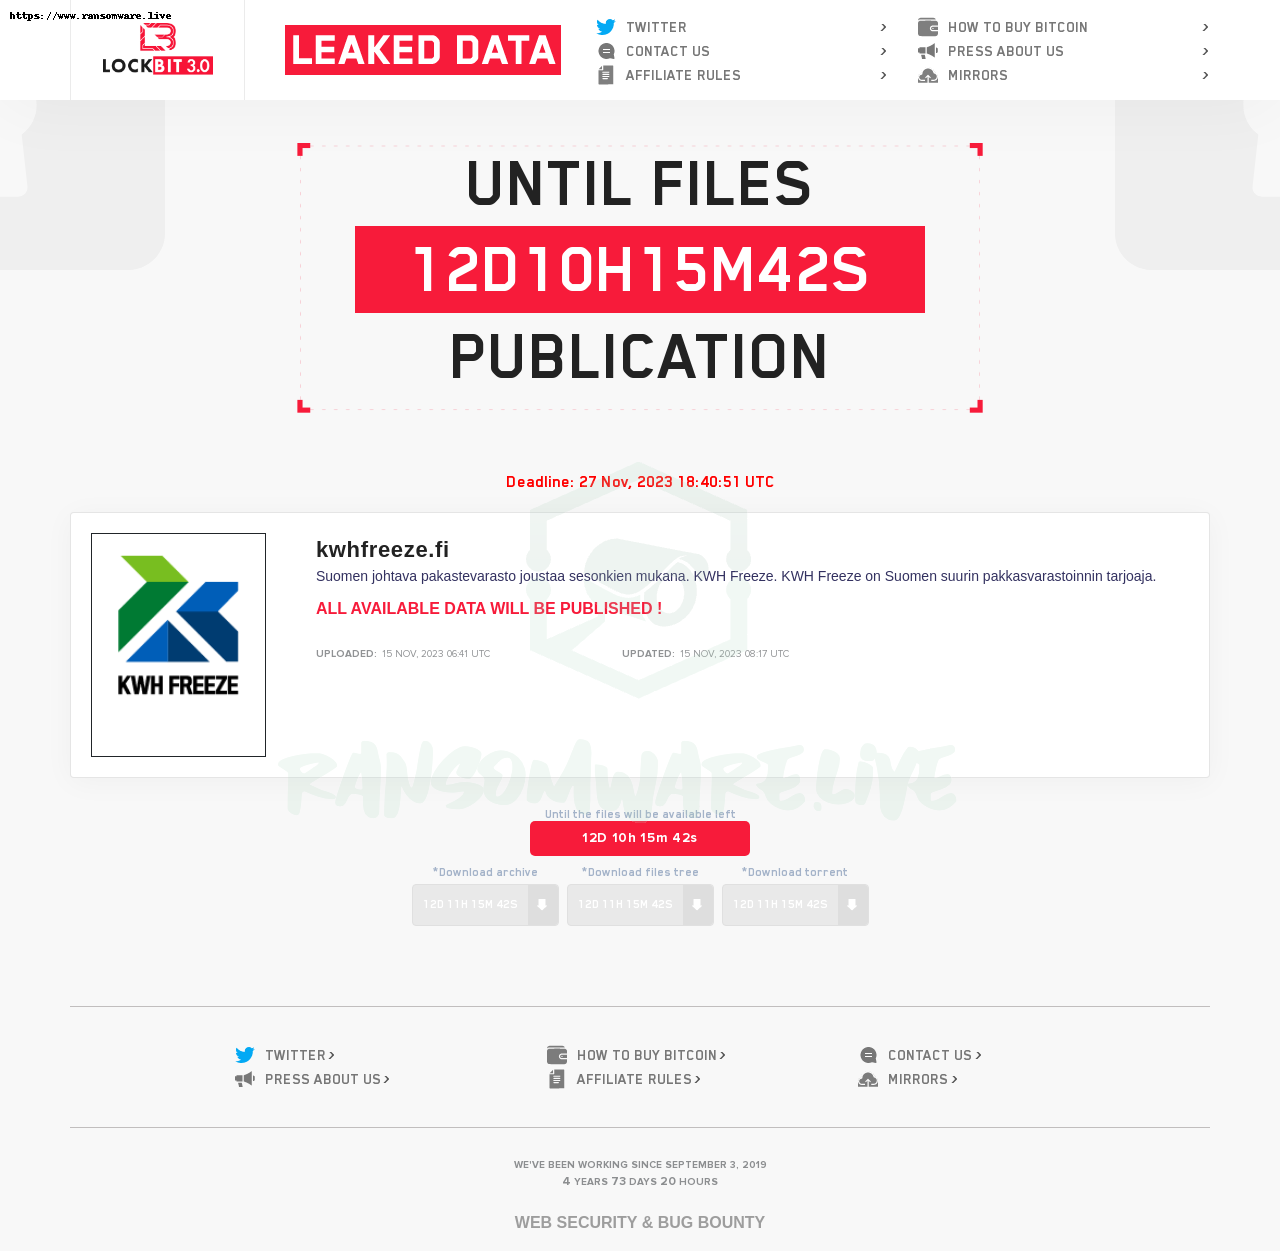 https://www.ransomware.live
LOCKBIT 3.0
LEAKED DATA
TWITTER
CONTACT US
AFFILIATE RULES
HOW TO BUY BITCOIN
PRESS ABOUT US
MIRRORS
UNTIL FILES
12D10H15M42S
PUBLICATION
Deadline: 27 Nov, 2023 18:40:51 UTC
KWH FREEZE
kwhfreeze.fi
Suomen johtava pakastevarasto joustaa sesonkien mukana. KWH Freeze. KWH Freeze on Suomen suurin pakkasvarastoinnin tarjoaja.
ALL AVAILABLE DATA WILL BE PUBLISHED !
UPLOADED: 15 NOV, 2023 06:41 UTC
UPDATED: 15 NOV, 2023 08:17 UTC
RANSOMWARE.LIVE
Until the files will be available left
12D 10h 15m 42s
*Download archive
*Download files tree
*Download torrent
12D 11H 15M 42S
12D 11H 15M 42S
12D 11H 15M 42S
TWITTER
HOW TO BUY BITCOIN
CONTACT US
PRESS ABOUT US
AFFILIATE RULES
MIRRORS
WE'VE BEEN WORKING SINCE SEPTEMBER 3, 2019
4 YEARS 73 DAYS 20 HOURS
WEB SECURITY & BUG BOUNTY